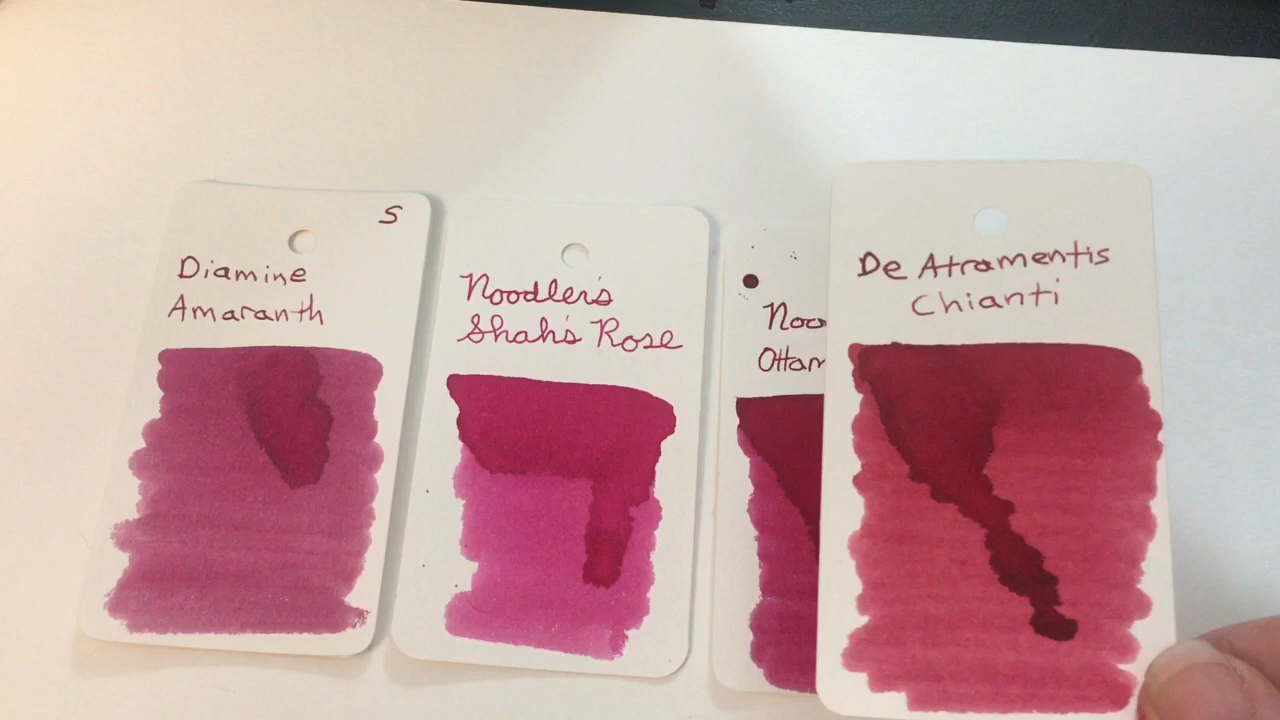 S
Diamine
Amaranth
Noodler's
Shah's Rose
De Atramentis
Chianti